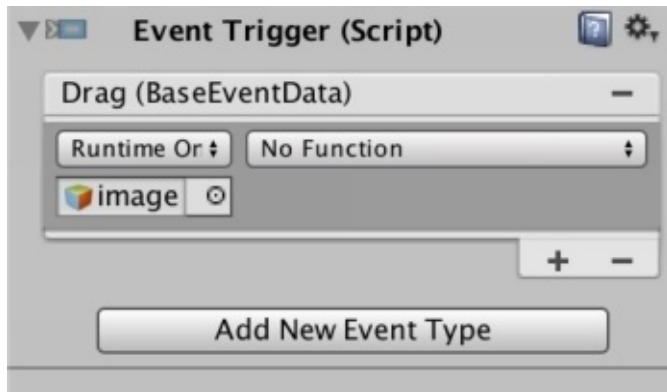 Event Trigger (Script)
Drag (BaseEventData)
Runtime Or No Function
image
Add New Event Type